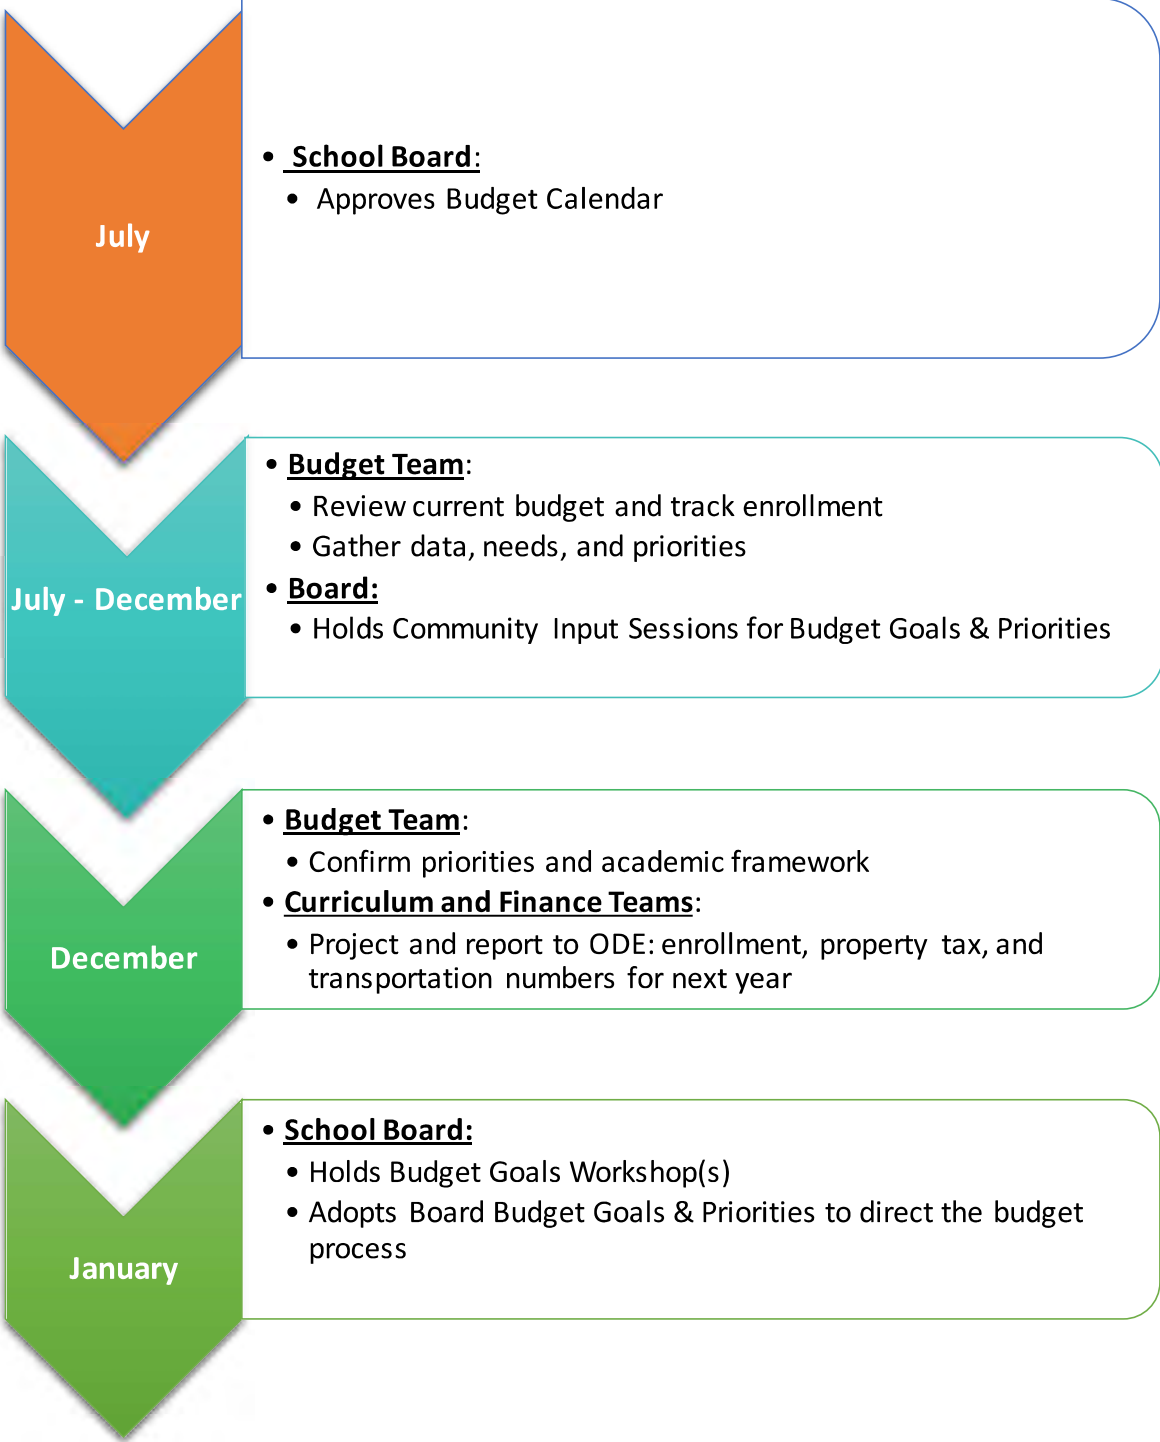 July
• School Board:
• Approves Budget Calendar
July - December
• Budget Team:
• Review current budget and track enrollment
• Gather data, needs, and priorities
• Board:
• Holds Community Input Sessions for Budget Goals & Priorities
December
• Budget Team:
• Confirm priorities and academic framework
• Curriculum and Finance Teams:
• Project and report to ODE: enrollment, property tax, and
transportation numbers for next year
January
• School Board:
• Holds Budget Goals Workshop(s)
• Adopts Board Budget Goals & Priorities to direct the budget
process